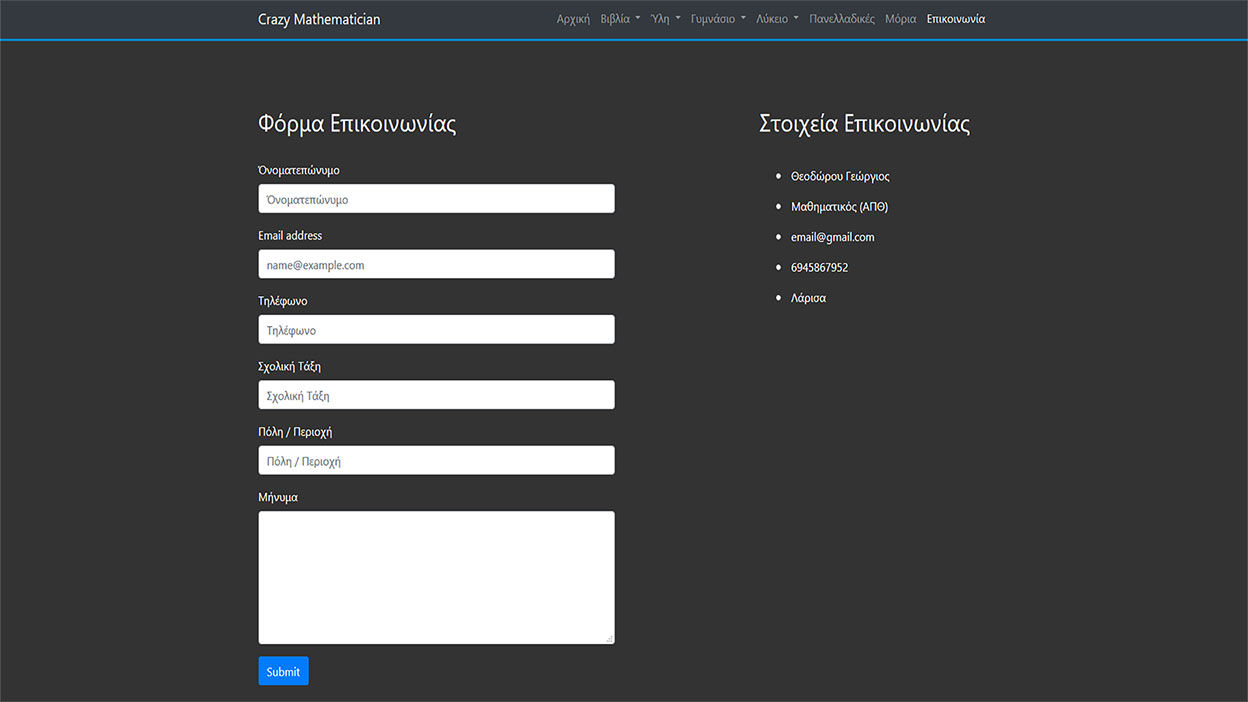 Crazy Mathematician
Αρχική Βιβλία Ύλη Γυμνάσιο Λύκειο Πανελλαδικές Μόρια Επικοινωνία
Φόρμα Επικοινωνίας
Όνοματεπώνυμο
Όνοματεπώνυμο
Email address
name@example.com
Τηλέφωνο
Τηλέφωνο
Σχολική Τάξη
Σχολική Τάξη
Πόλη / Περιοχή
Πόλη / Περιοχή
Μήνυμα
Submit
Στοιχεία Επικοινωνίας
Θεοδώρου Γεώργιος
Μαθηματικός (ΑΠΘ)
email@gmail.com
6945867952
Λάρισα